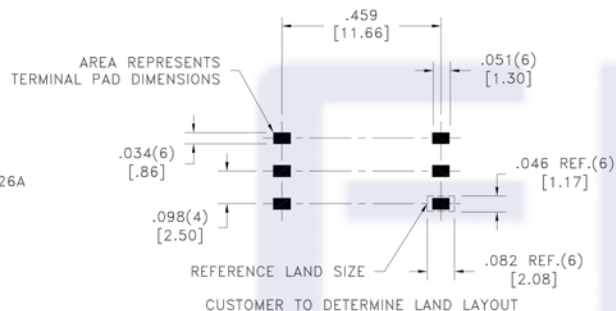 .459
[11.66]
AREA REPRESENTS
TERMINAL PAD DIMENSIONS
.051(6)
[1.30]
.034(6)
[.86]
.046 REF.(6)
[1.17]
26A
.098(4)
[2.50]
REFERENCE LAND SIZE
.082 REF.(6)
[2.08]
CUSTOMER TO DETERMINE LAND LAYOUT